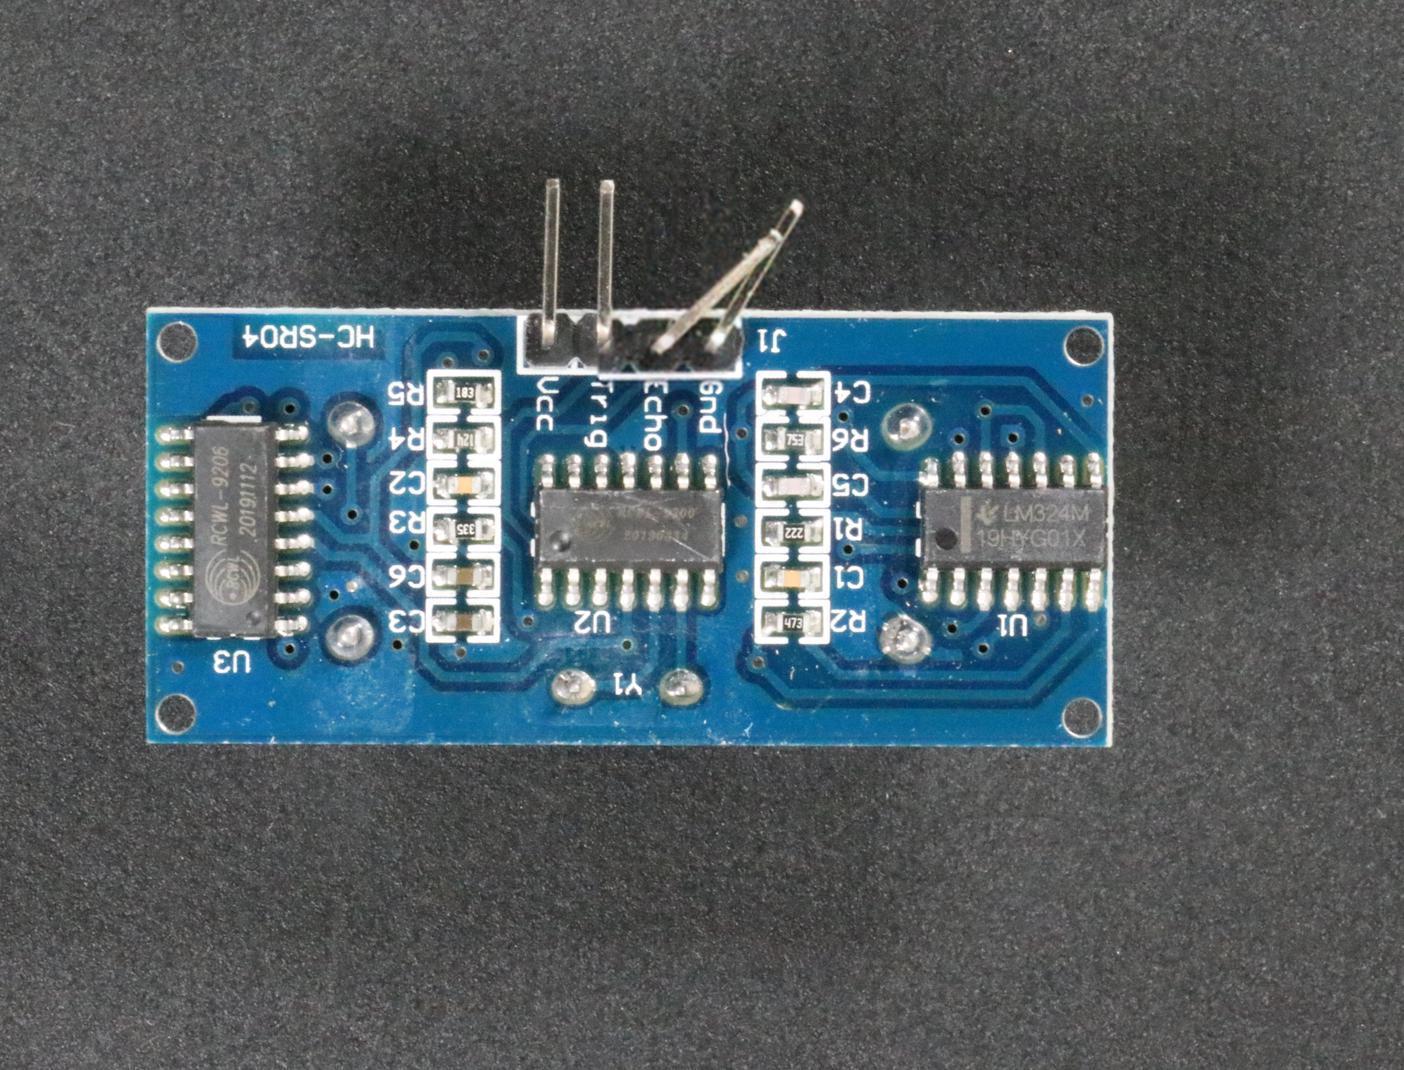 HC-SR04
J1
R5
183
Vcc
Trig
Echo
Gnd
C4
R4
124
753
R6
C2
C5
R3
335
222
R1
C6
C1
C3
473
R2
RCWL-9206
20191112
RCWL
LM324M
19HYG01X
U3
U2
U1
Y1